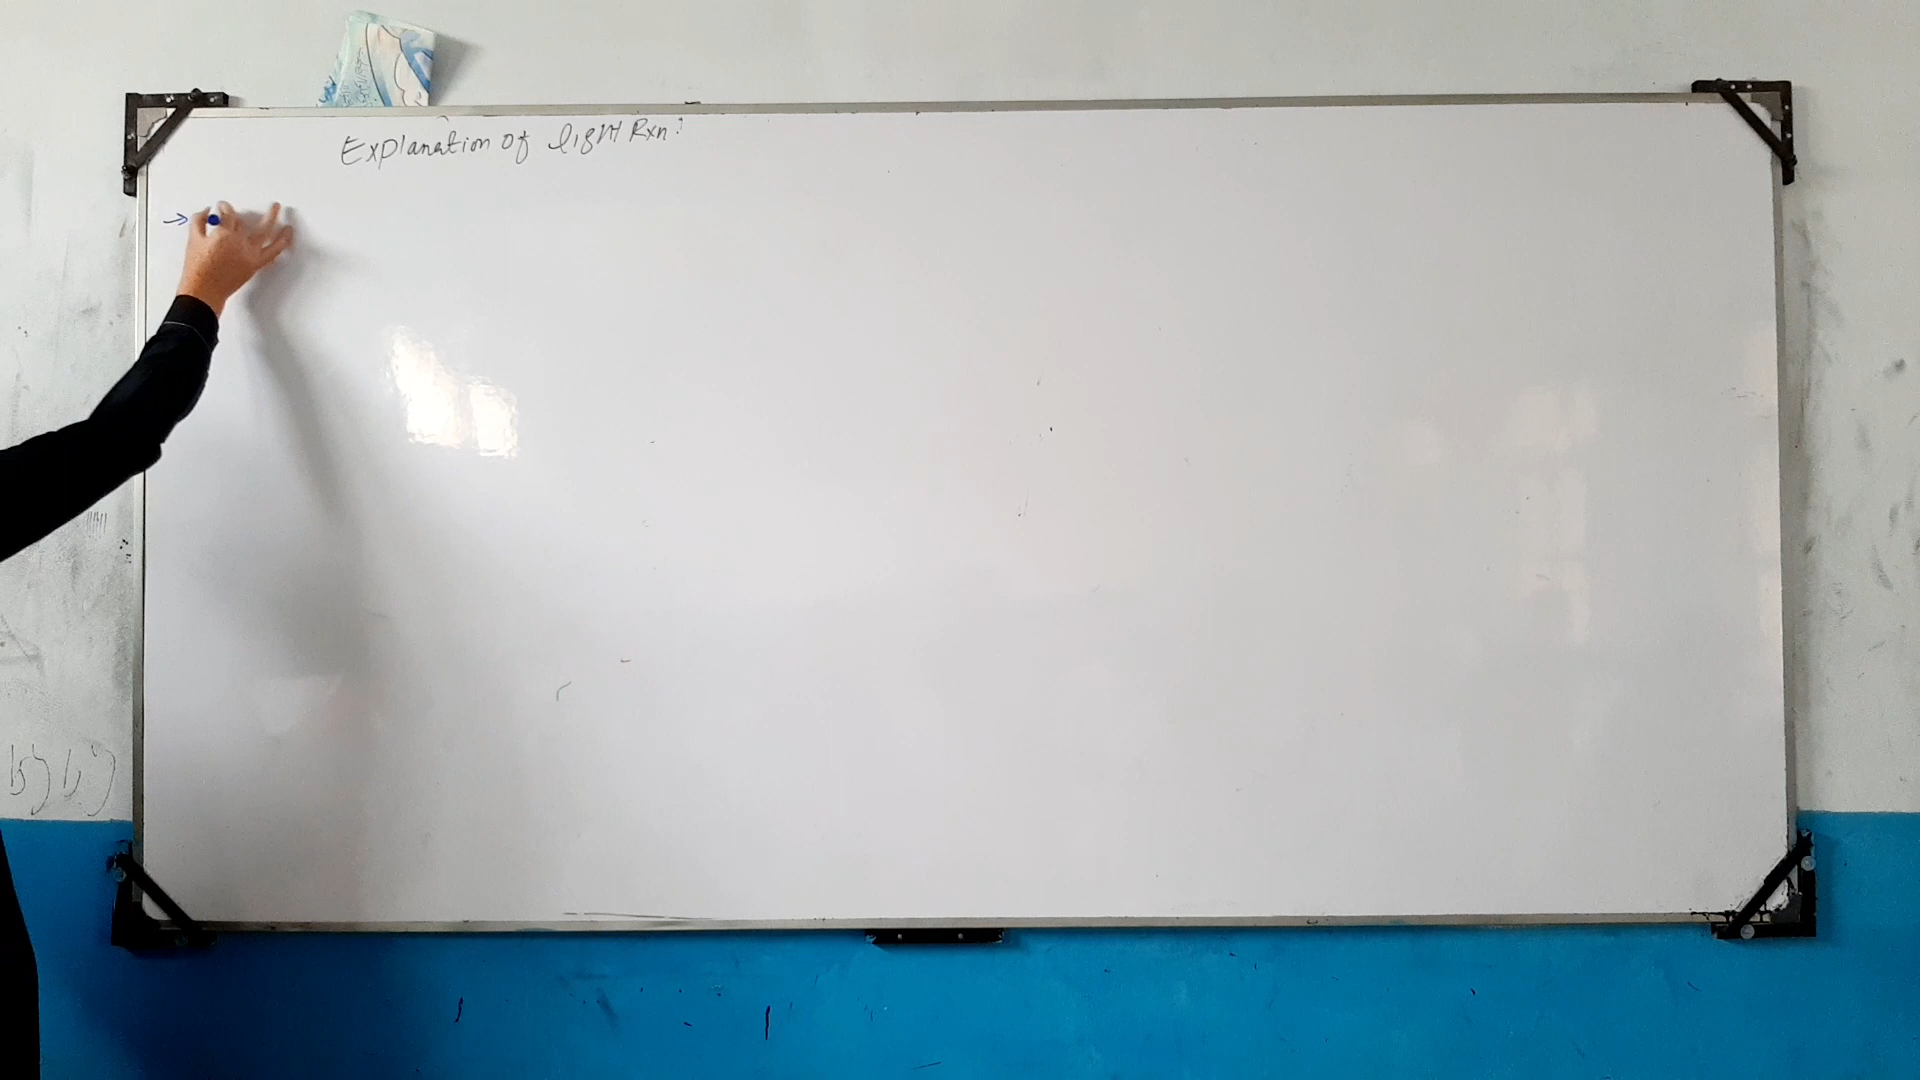 Explanation of light Rxn:
→